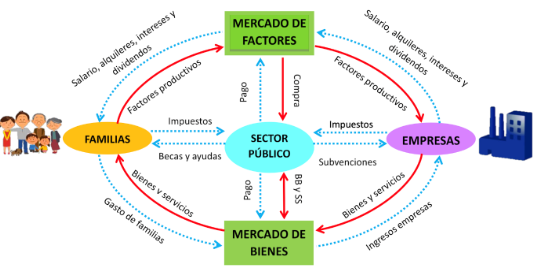 MERCADO DE
FACTORES
Salario, alquileres, intereses y
dividendos
Salario, alquileres, intereses y
dividendos
Factores productivos
Factores productivos
Pago
Compra
Impuestos
Impuestos
FAMILIAS
SECTOR
PÚBLICO
EMPRESAS
Becas y ayudas
Subvenciones
Bienes y servicios
Pago
BB y SS
Bienes y servicios
Gasto de familias
Ingresos empresas
MERCADO DE
BIENES